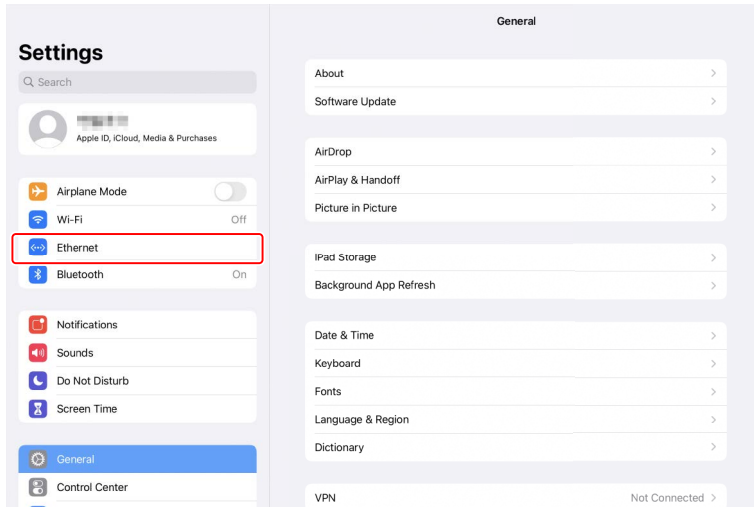 General
Settings
Search
Apple ID, iCloud, Media & Purchases
Airplane Mode
Wi-Fi Off
Ethernet
Bluetooth On
Notifications
Sounds
Do Not Disturb
Screen Time
General
Control Center
About
Software Update
AirDrop
AirPlay & Handoff
Picture in Picture
iPad Storage
Background App Refresh
Date & Time
Keyboard
Fonts
Language & Region
Dictionary
VPN Not Connected